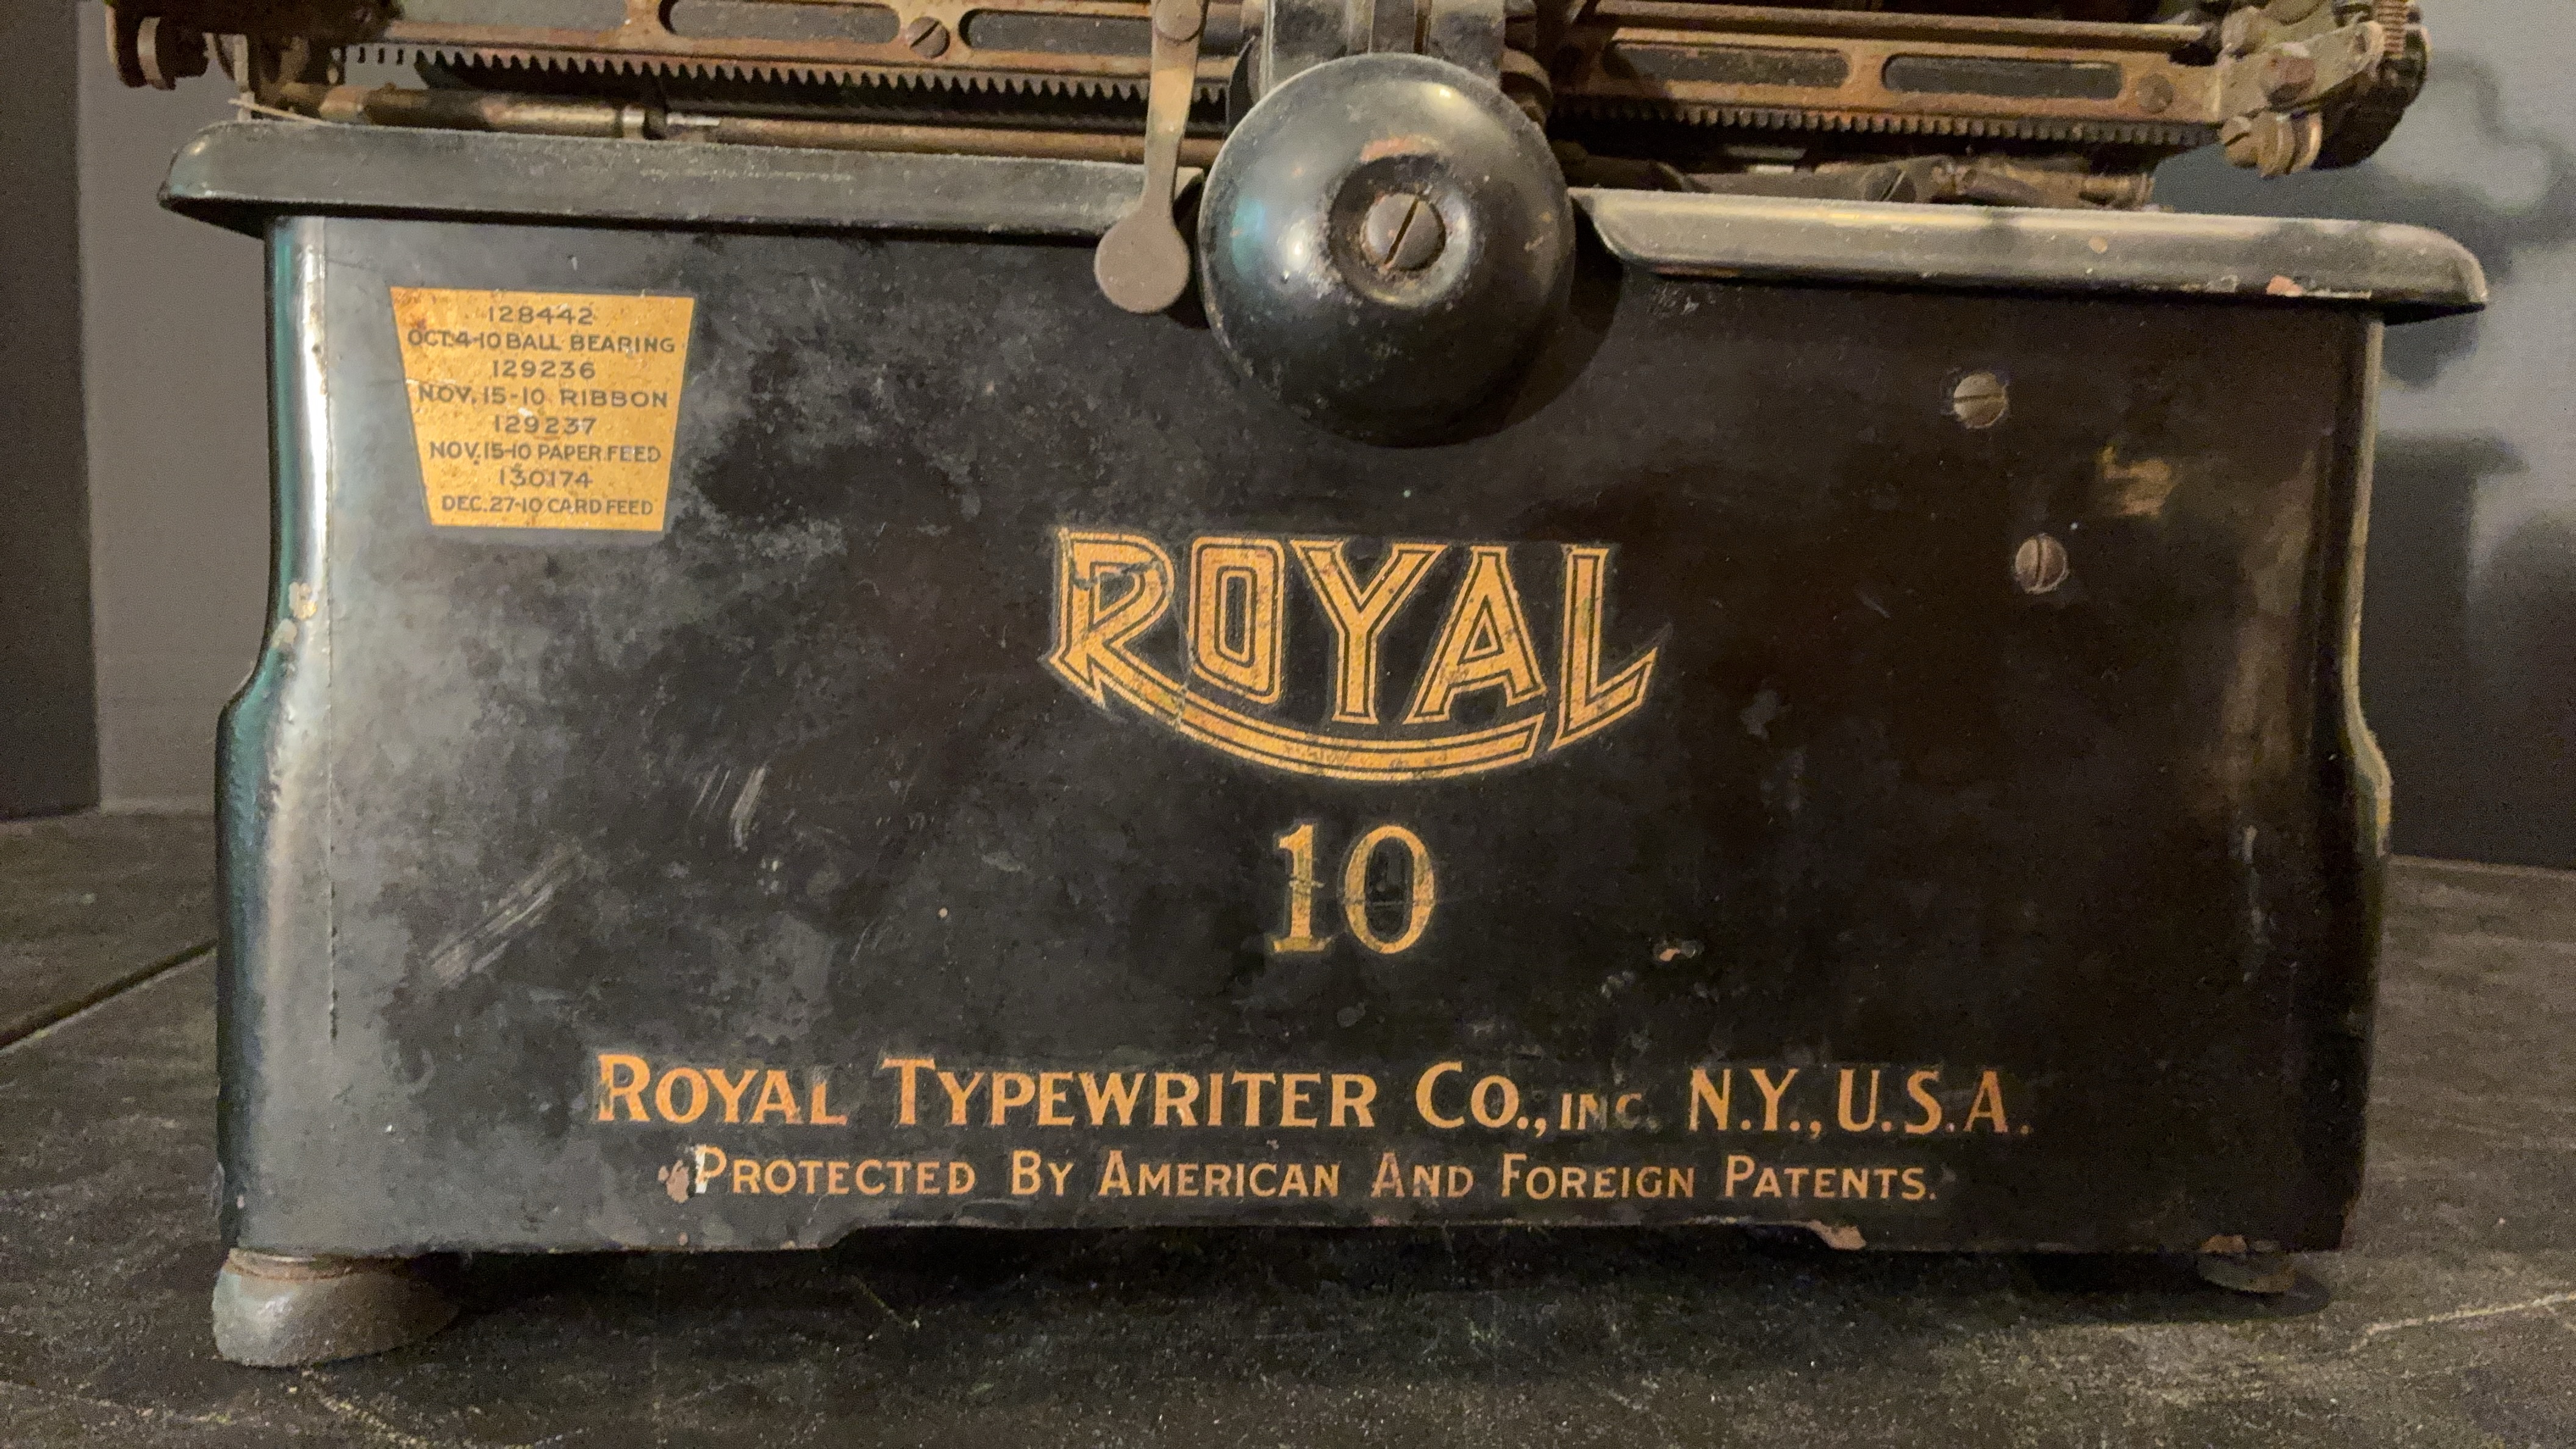 128442
OCT.4-10 BALL BEARING
129236
NOV. 15-10 RIBBON
129237
NOV. 15-10 PAPER FEED
130174
DEC. 27-10 CARD FEED
ROYAL
10
ROYAL TYPEWRITER CO., INC. N.Y., U.S.A.
PROTECTED BY AMERICAN AND FOREIGN PATENTS.